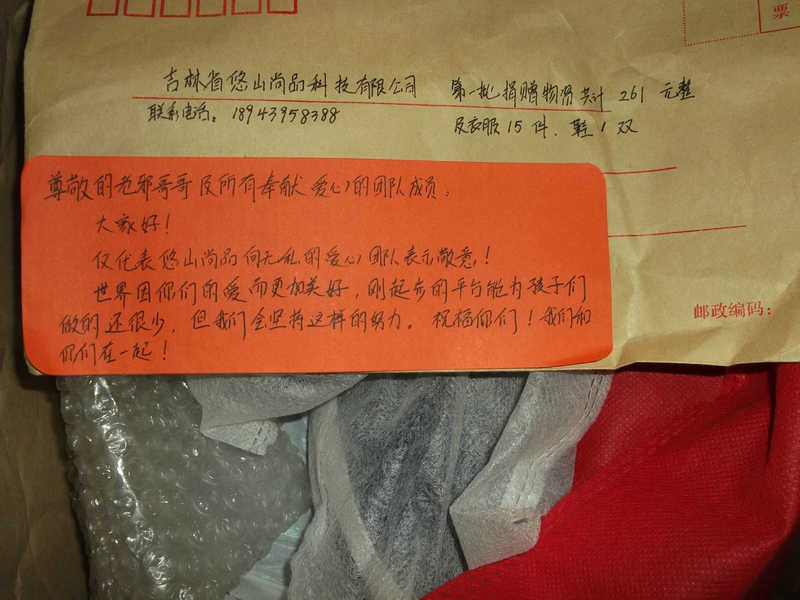 票
吉林省悠山尚品科技有限公司
第一批捐赠物资共计 261 元整
联系电话：18943958388
及衣服15件、鞋1双
尊敬的老邪哥哥及所有奉献爱心的团队成员：
大家好！
仅代表悠山尚品向无私的爱心团队表示敬意！
世界因你们的爱而更加美好，刚起步的平台能为孩子们
做的还很少，但我们会坚持这样的努力。祝福你们！我们和
你们在一起！
邮政编码：